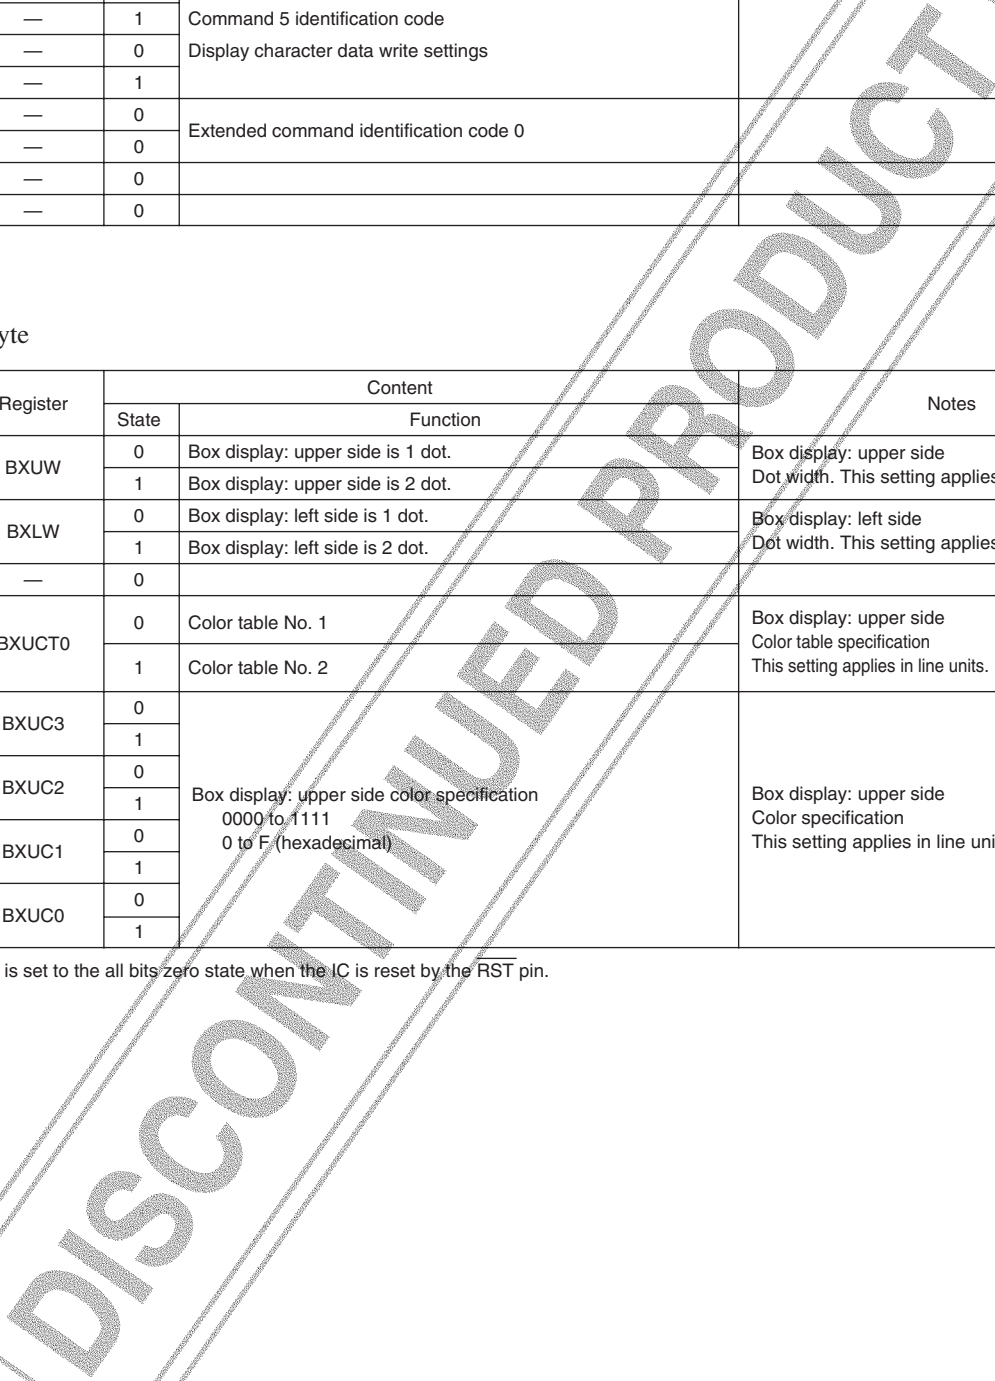 — 1 Command 5 identification code
— 0 Display character data write settings
— 1
— 0 Extended command identification code 0
— 0
— 0
— 0
yte
Register Content Notes
State Function
BXUW 0 Box display: upper side is 1 dot. Box display: upper side
1 Box display: upper side is 2 dot. Dot width. This setting applies
BXLW 0 Box display: left side is 1 dot. Box display: left side
1 Box display: left side is 2 dot. Dot width. This setting applies
— 0
BXUCT0 0 Color table No. 1 Box display: upper side
Color table specification
1 Color table No. 2 This setting applies in line units.
BXUC3 0
1
BXUC2 0
1 Box display: upper side color specification Box display: upper side
0000 to 1111 Color specification
BXUC1 0 0 to F (hexadecimal) This setting applies in line uni
1
BXUC0 0
1
is set to the all bits zero state when the IC is reset by the RST pin.
DISCONTINUED PRODUCT